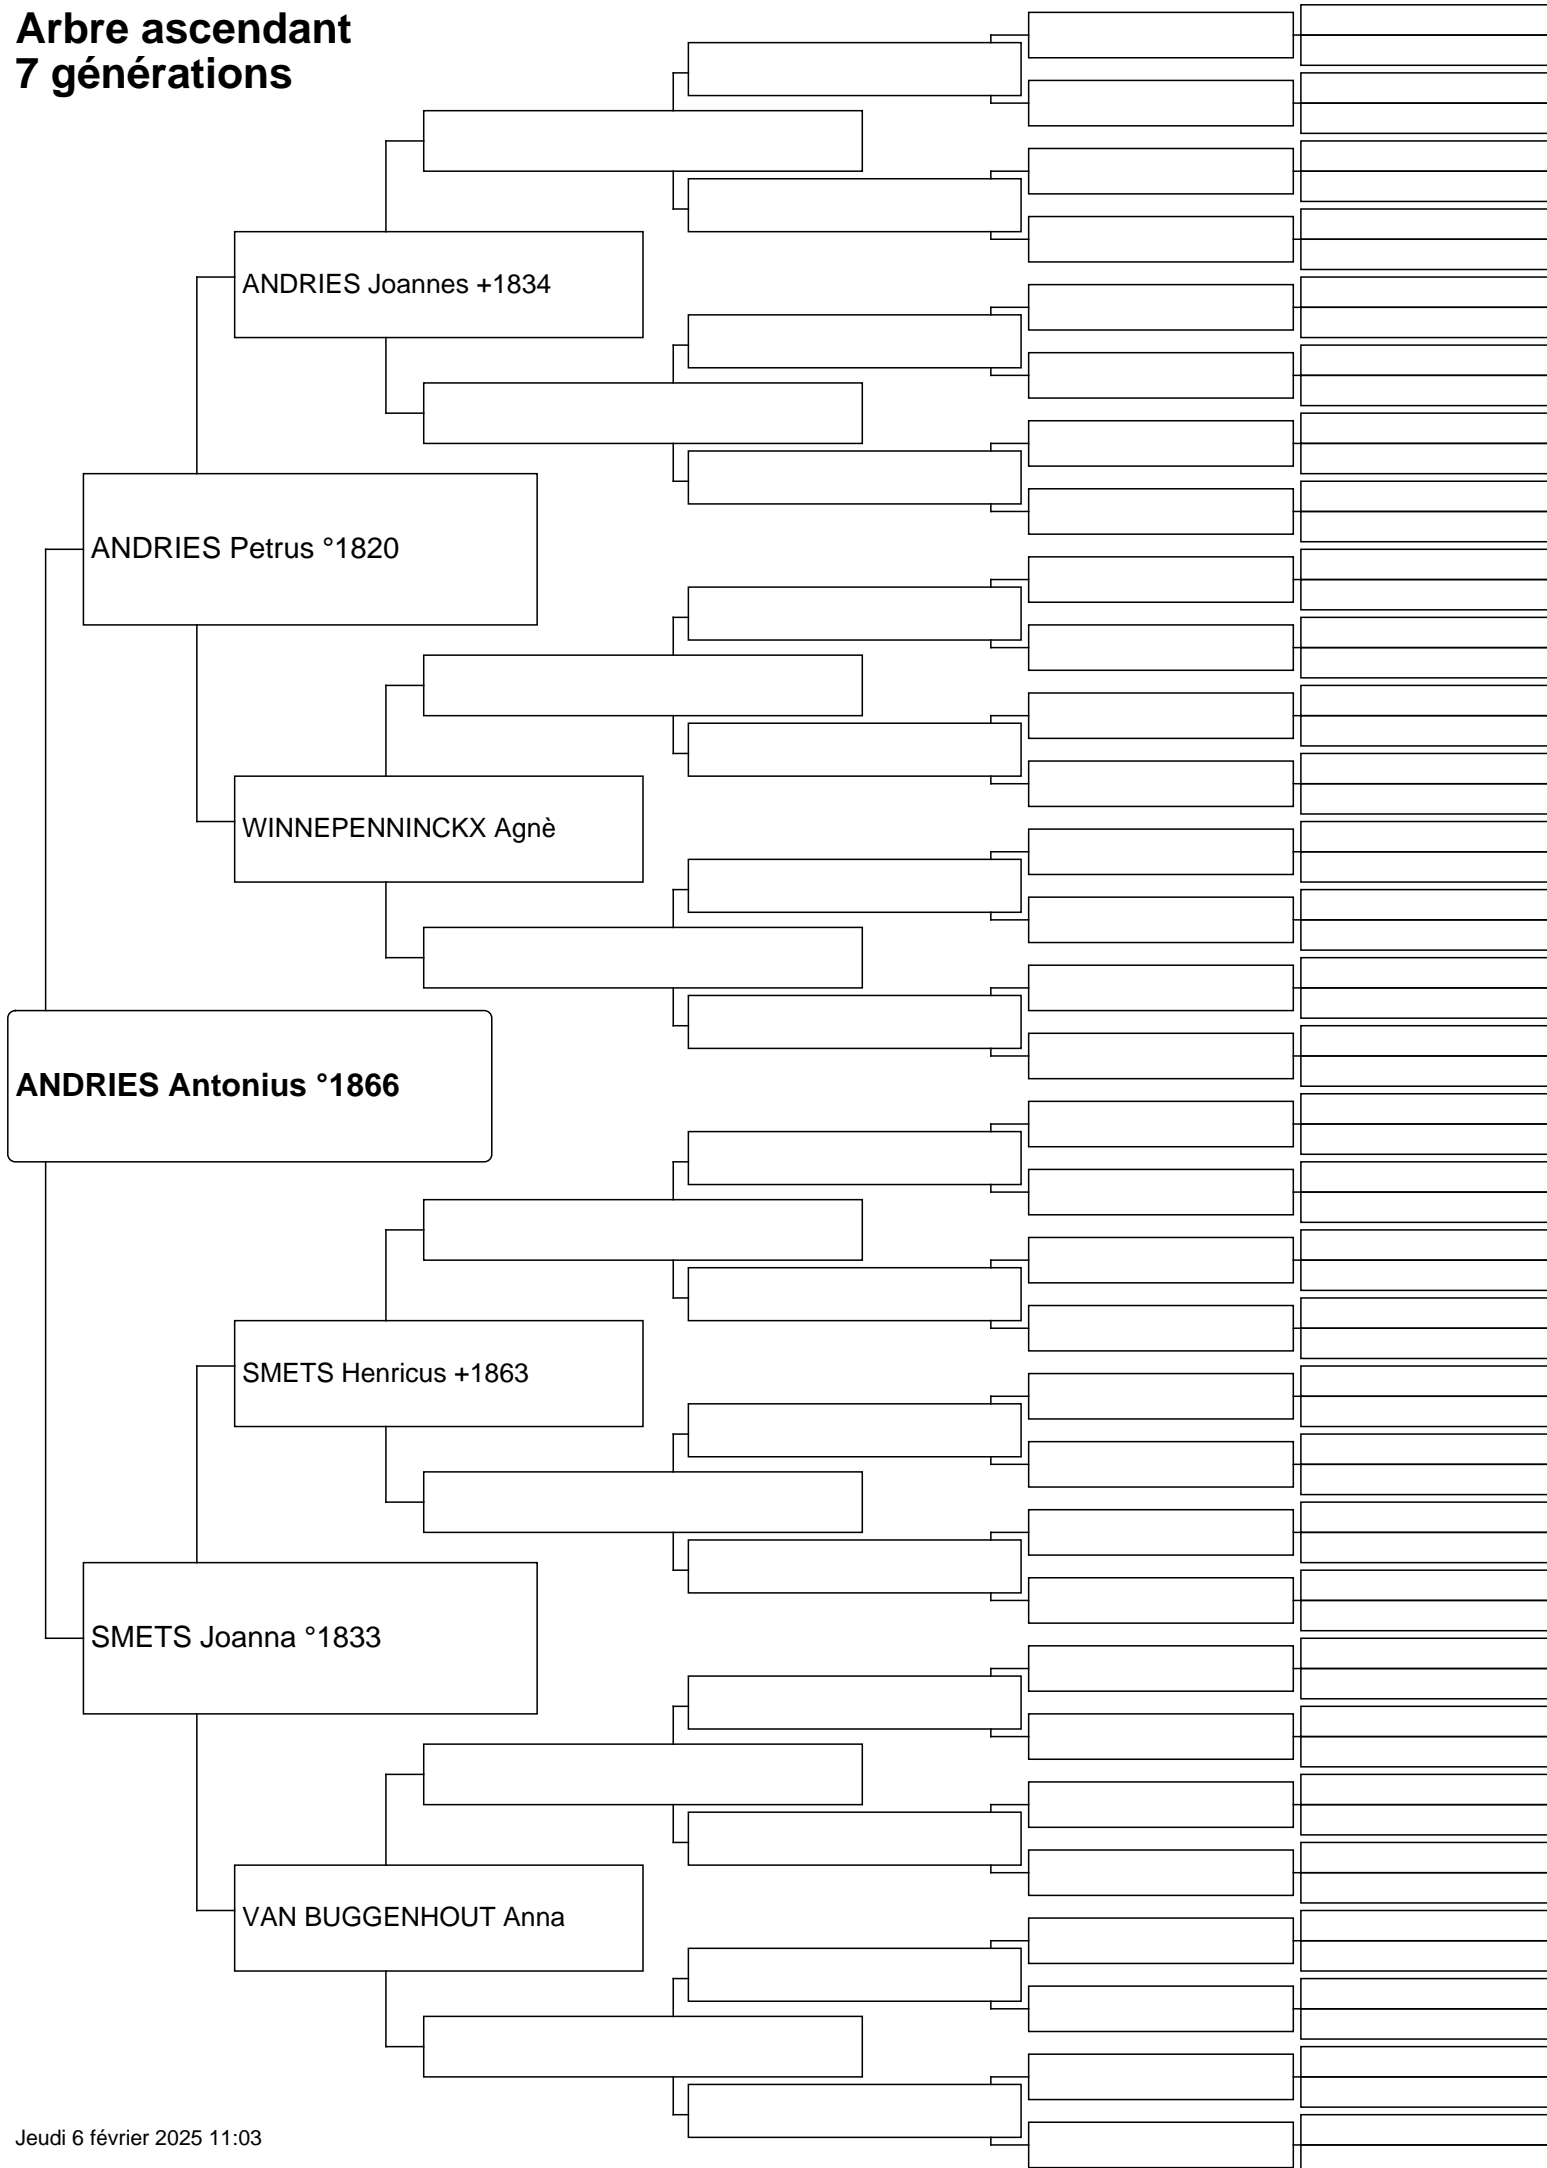 Arbre ascendant
7 générations
ANDRIES Joannes +1834
ANDRIES Petrus °1820
WINNEPENNINCKX Agnè
ANDRIES Antonius °1866
SMETS Henricus +1863
SMETS Joanna °1833
VAN BUGGENHOUT Anna
Jeudi 6 février 2025 11:03